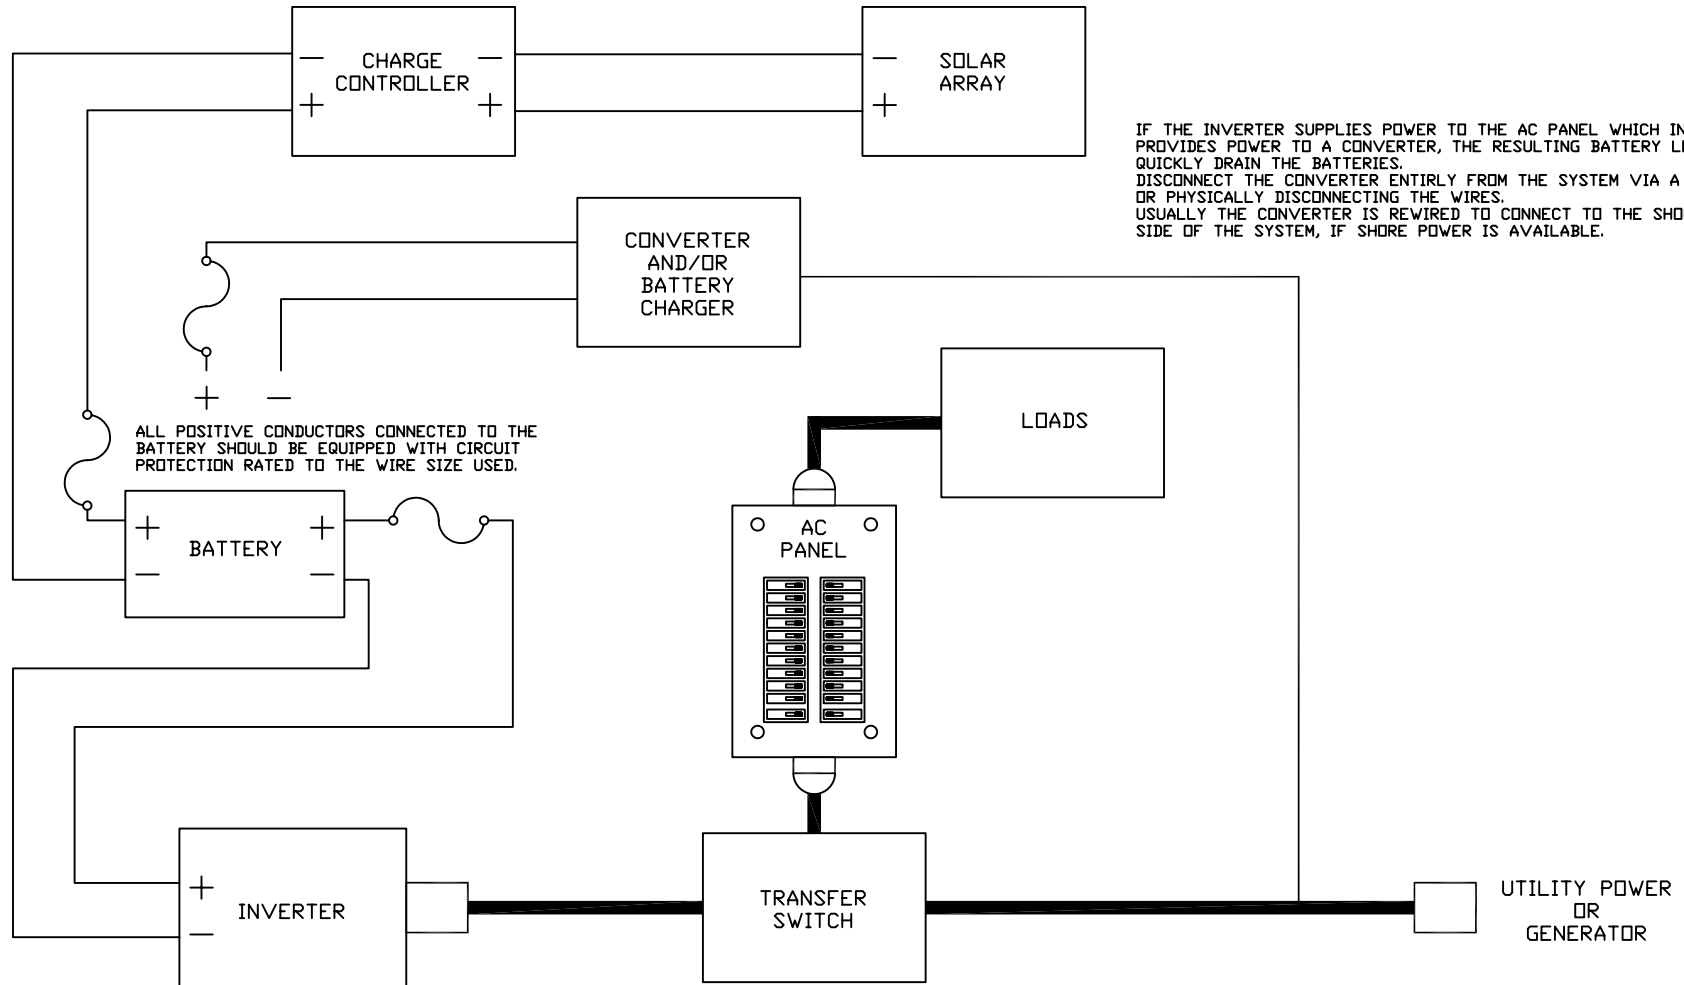 CHARGE
CONTROLLER
− −
+ +
SOLAR
ARRAY
−
+
IF THE INVERTER SUPPLIES POWER TO THE AC PANEL WHICH IN
PROVIDES POWER TO A CONVERTER, THE RESULTING BATTERY
QUICKLY DRAIN THE BATTERIES.
DISCONNECT THE CONVERTER ENTIRLY FROM THE SYSTEM VIA A
OR PHYSICALLY DISCONNECTING THE WIRES.
USUALLY THE CONVERTER IS REWIRED TO CONNECT TO THE
SIDE OF THE SYSTEM, IF SHORE POWER IS AVAILABLE.
CONVERTER
AND/OR
BATTERY
CHARGER
+ −
LOADS
ALL POSITIVE CONDUCTORS CONNECTED TO THE
BATTERY SHOULD BE EQUIPPED WITH CIRCUIT
PROTECTION RATED TO THE WIRE SIZE USED.
+ +
BATTERY
− −
AC
PANEL
+
INVERTER
−
TRANSFER
SWITCH
UTILITY POWER
OR
GENERATOR